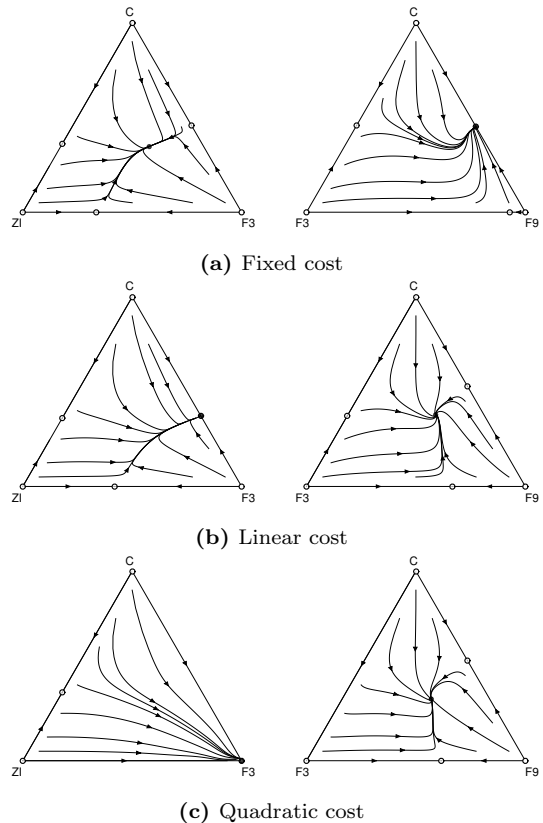 C C
ZI F3 F3 F9
(a) Fixed cost
C C
ZI F3 F3 F9
(b) Linear cost
C C
ZI F3 F3 F9
(c) Quadratic cost